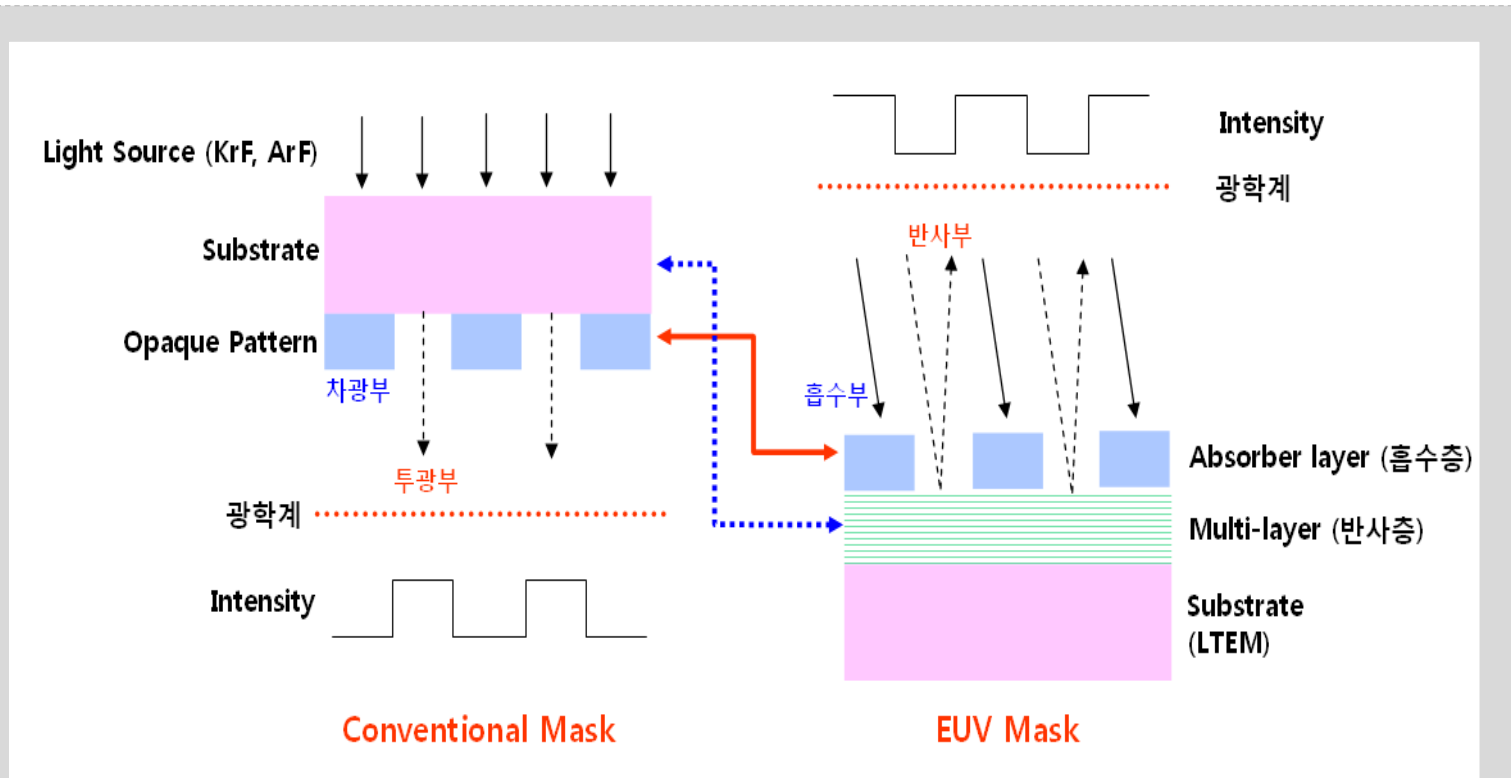 Light Source (KrF, ArF)
Substrate
Opaque Pattern
차광부
투광부
광학계
Intensity
Conventional Mask
Intensity
광학계
반사부
흡수부
Absorber layer (흡수층)
Multi-layer (반사층)
Substrate
(LTEM)
EUV Mask